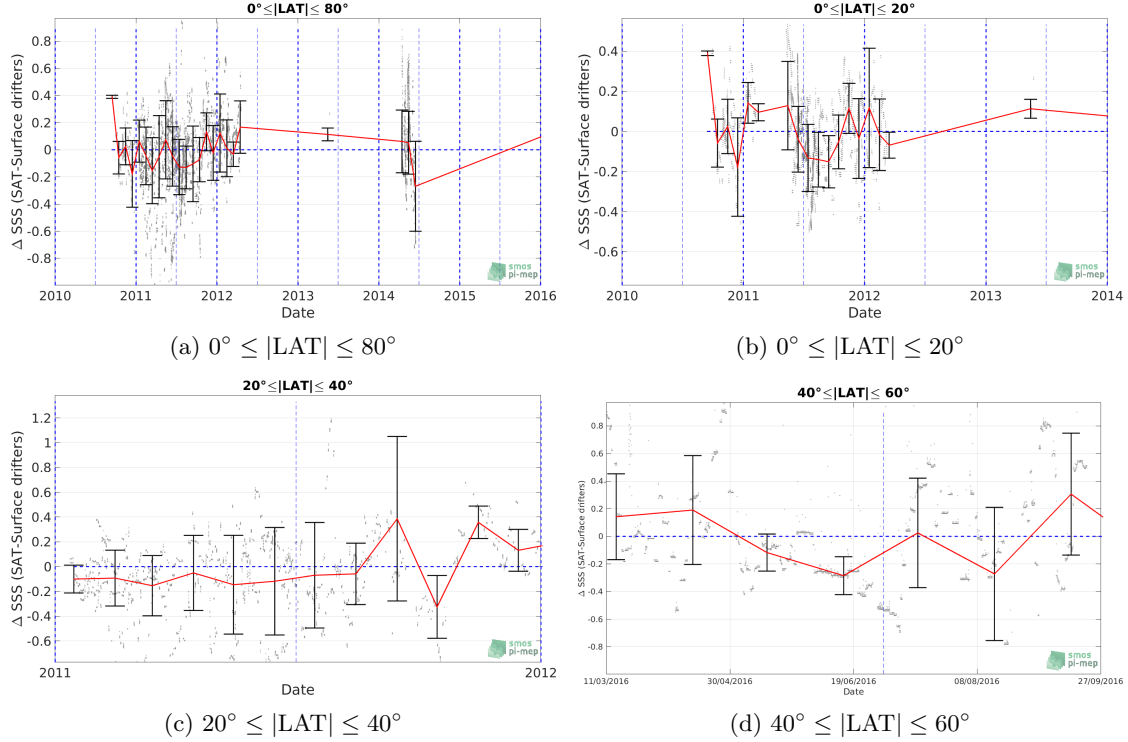 0°≤|LAT|≤ 80°
Δ SSS (SAT-Surface drifters)
0.8
0.6
0.4
0.2
0
-0.2
-0.4
-0.6
-0.8
2010 2011 2012 2013 2014 2015 2016
Date
smos
pi-mep
(a) 0° ≤ |LAT| ≤ 80°
0°≤|LAT|≤ 20°
Δ SSS (SAT-Surface drifters)
0.4
0.2
0
-0.2
-0.4
-0.6
2010 2011 2012 2013 2014
Date
smos
pi-mep
(b) 0° ≤ |LAT| ≤ 20°
20°≤|LAT|≤ 40°
Δ SSS (SAT-Surface drifters)
1.2
1
0.8
0.6
0.4
0.2
0
-0.2
-0.4
-0.6
2011 2012
Date
smos
pi-mep
(c) 20° ≤ |LAT| ≤ 40°
40°≤|LAT|≤ 60°
Δ SSS (SAT-Surface drifters)
0.8
0.6
0.4
0.2
0
-0.2
-0.4
-0.6
-0.8
11/03/2016 30/04/2016 19/06/2016 08/08/2016 27/09/2016
Date
smos
pi-mep
(d) 40° ≤ |LAT| ≤ 60°